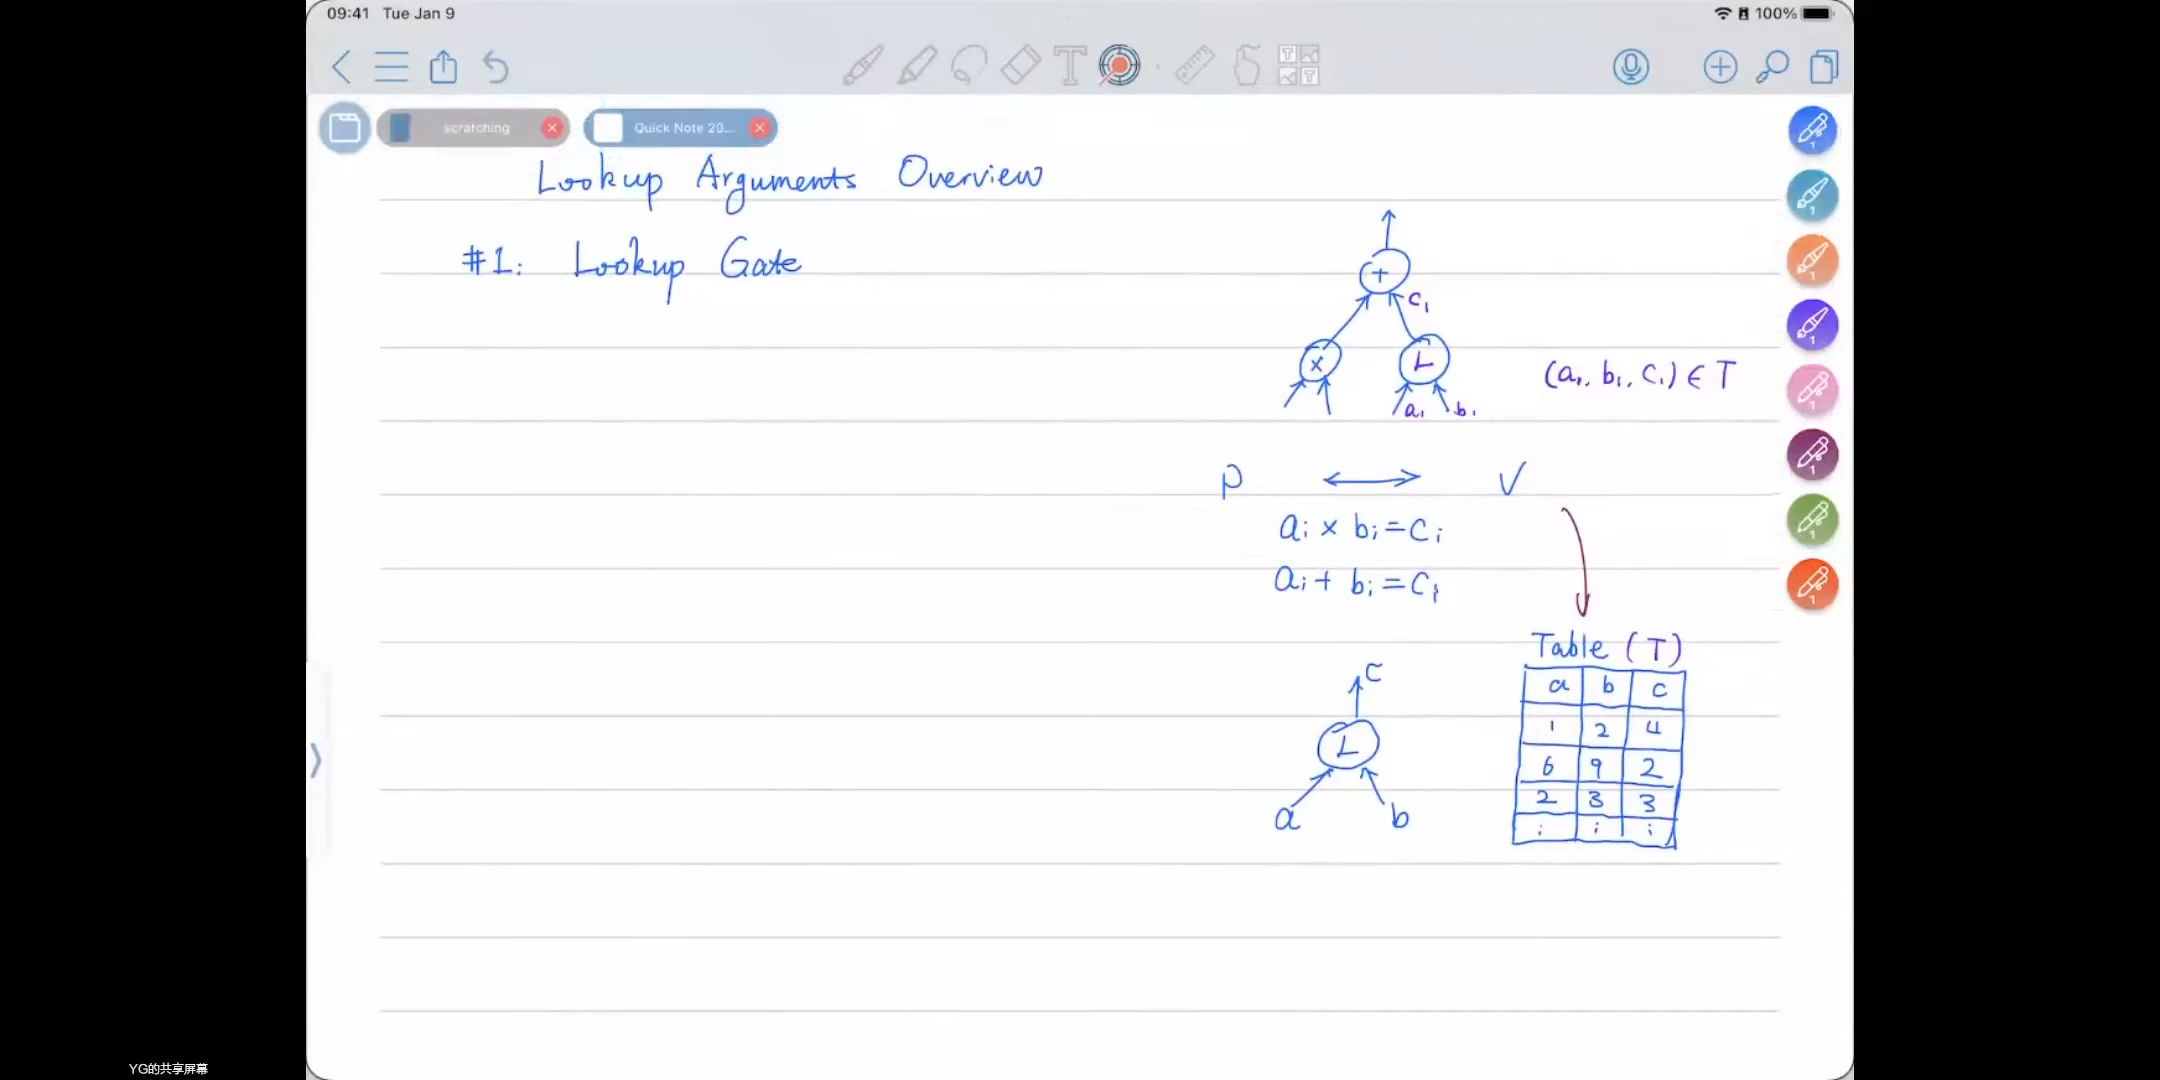 09:41 Tue Jan 9
100%
scratching
Quick Note 20...
Lookup Arguments Overview
#1: Lookup Gate
+
c₁
×
L
a₁
b₁
(a₁, b₁, c₁) ∈ T
P ⟷ V
aᵢ × bᵢ = cᵢ
aᵢ + bᵢ = cᵢ
Table (T)
a b c
1 2 4
6 9 2
2 3 3
⋮ ⋮ ⋮
c
L
a
b
YG的共享屏幕